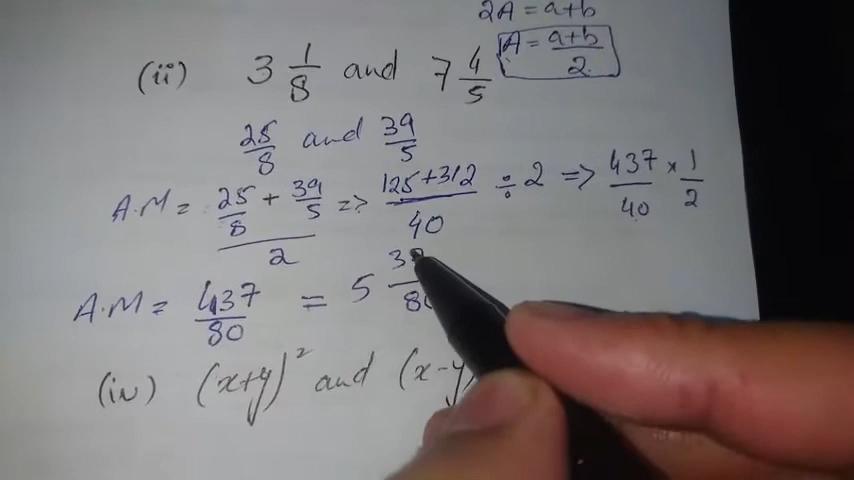 2A = a+b
(ii) 3 1/8 and 7 4/5 A = a+b/2
25/8 and 39/5
A.M = 25/8 + 39/5 / 2 => 125+312/40 ÷ 2 => 437/40 × 1/2
A.M = 437/80 = 5 3
(iv) (x+y)² and (x-y